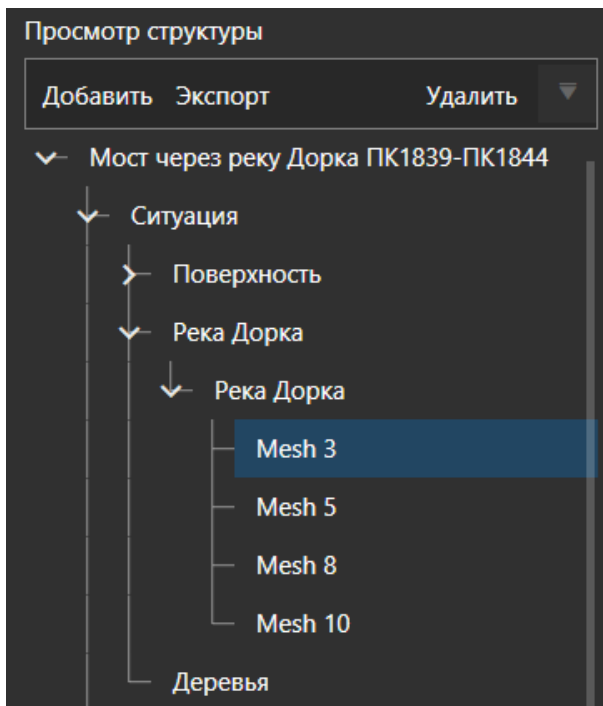 Просмотр структуры
Добавить Экспорт Удалить
Мост через реку Дорка ПК1839-ПК1844
Ситуация
Поверхность
Река Дорка
Река Дорка
Mesh 3
Mesh 5
Mesh 8
Mesh 10
Деревья